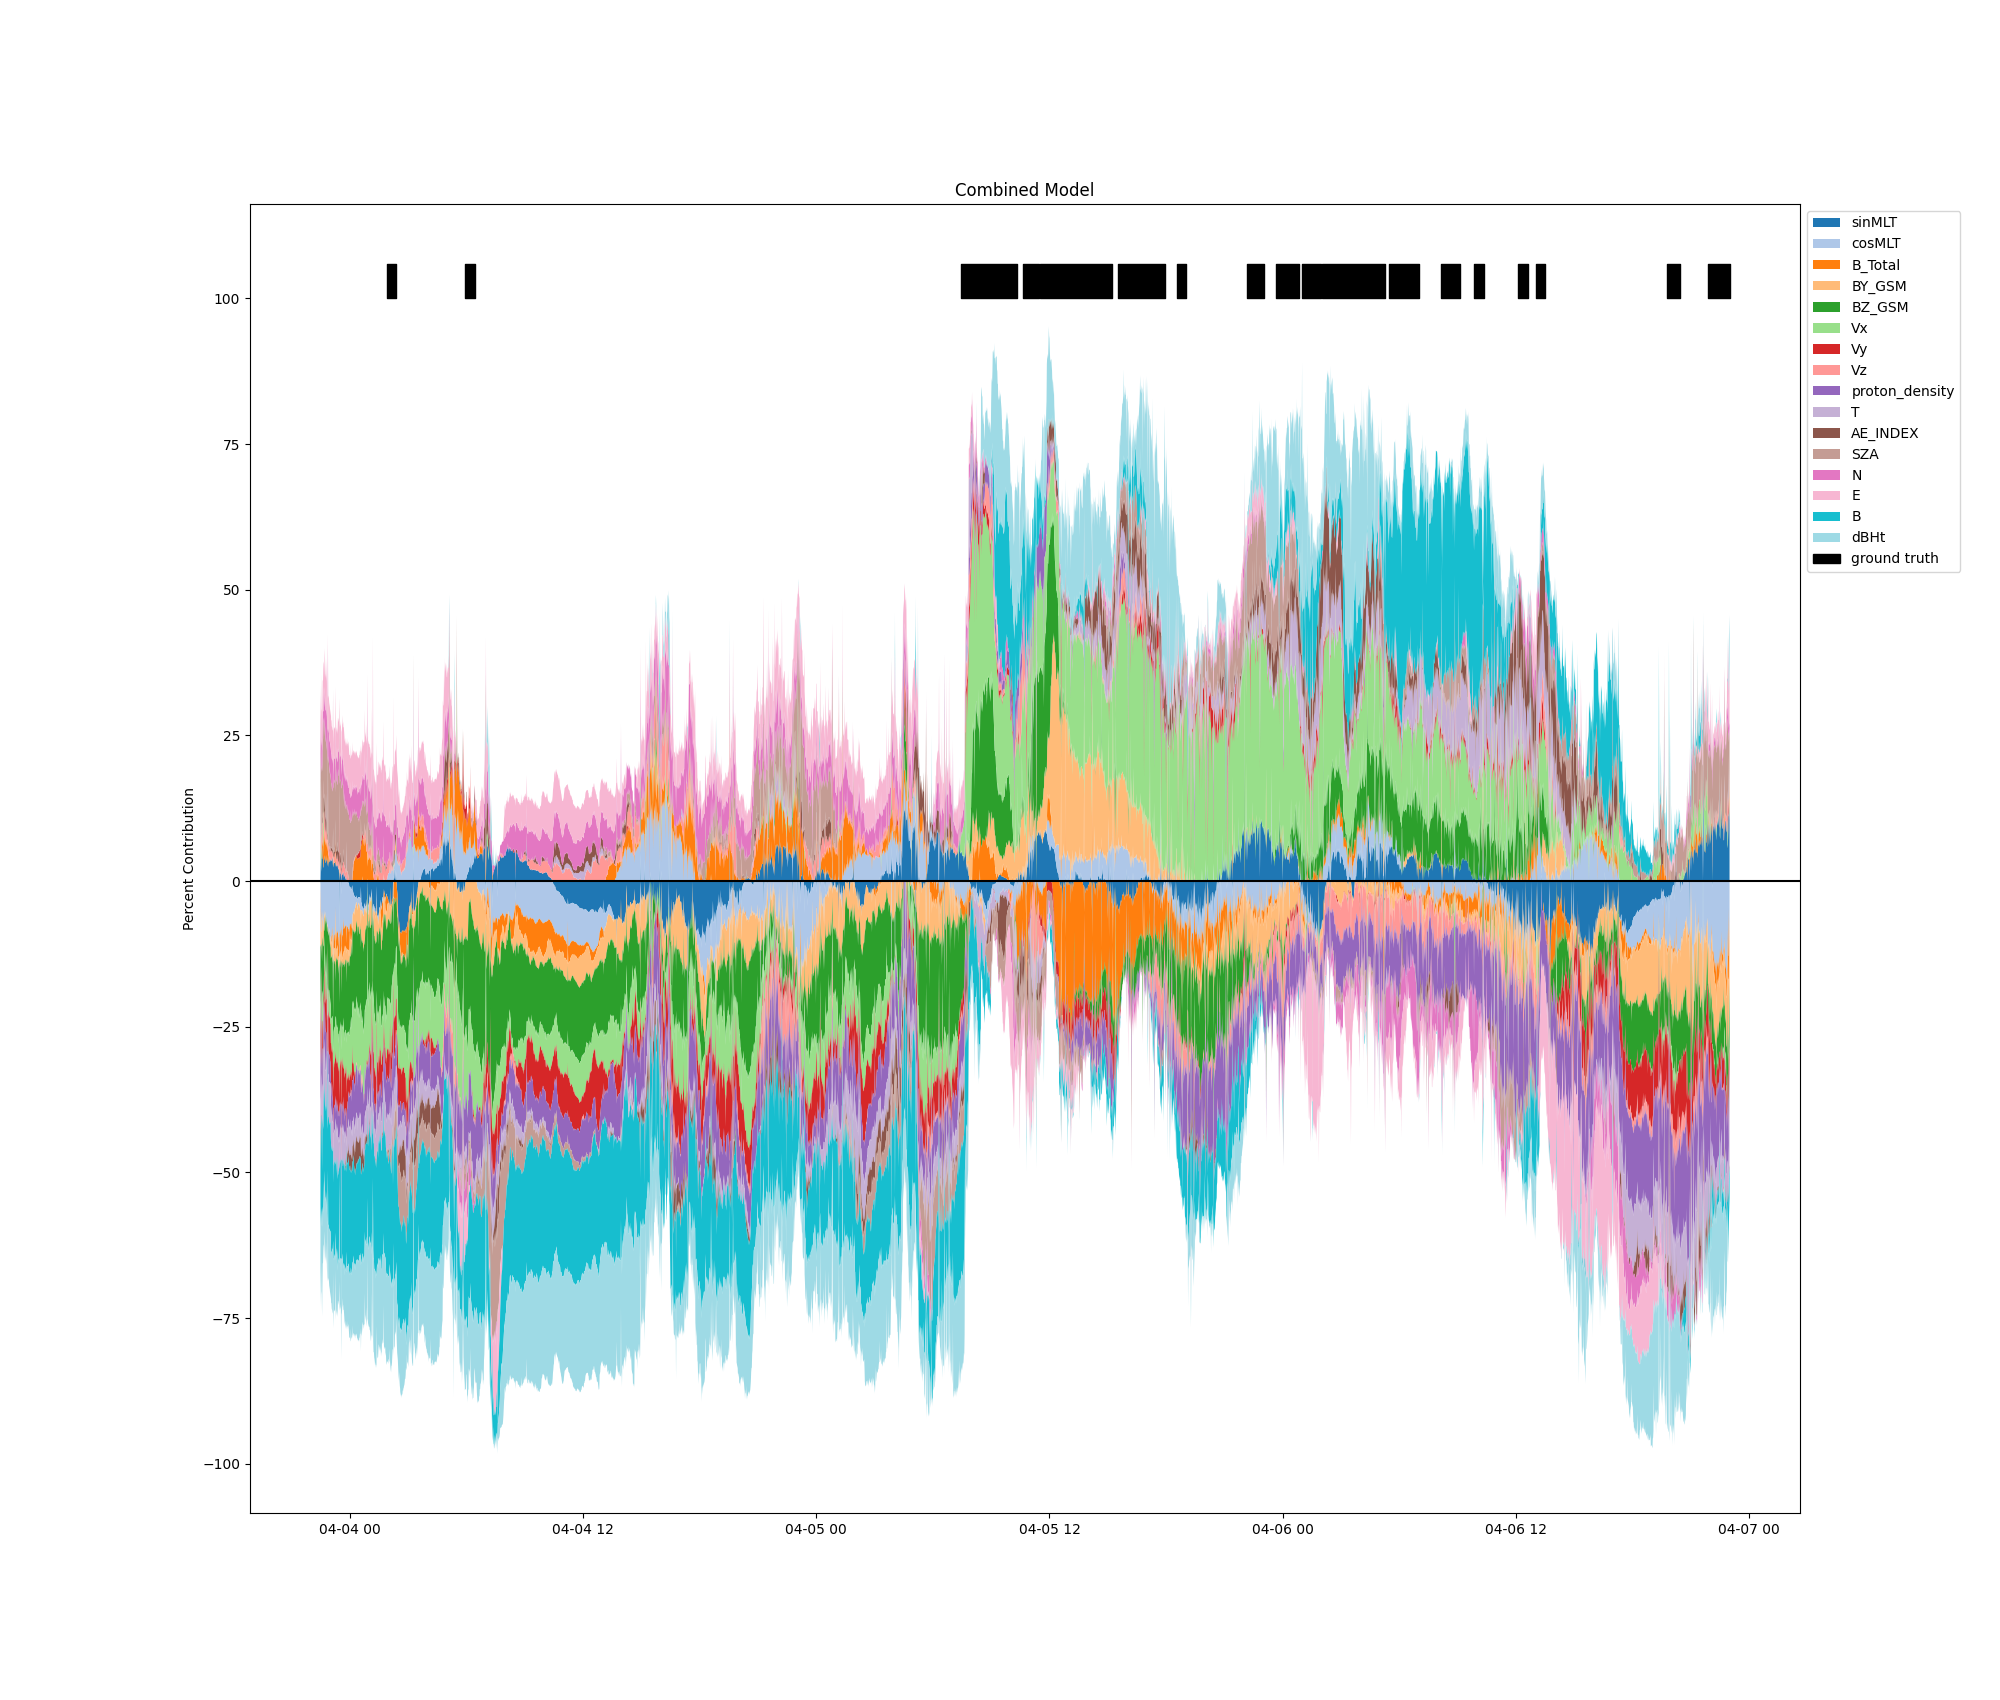 Combined Model
Percent Contribution
100
75
50
25
0
−25
−50
−75
−100
04-04 00
04-04 12
04-05 00
04-05 12
04-06 00
04-06 12
04-07 00
sinMLT
cosMLT
B_Total
BY_GSM
BZ_GSM
Vx
Vy
Vz
proton_density
T
AE_INDEX
SZA
N
E
B
dBHt
ground truth